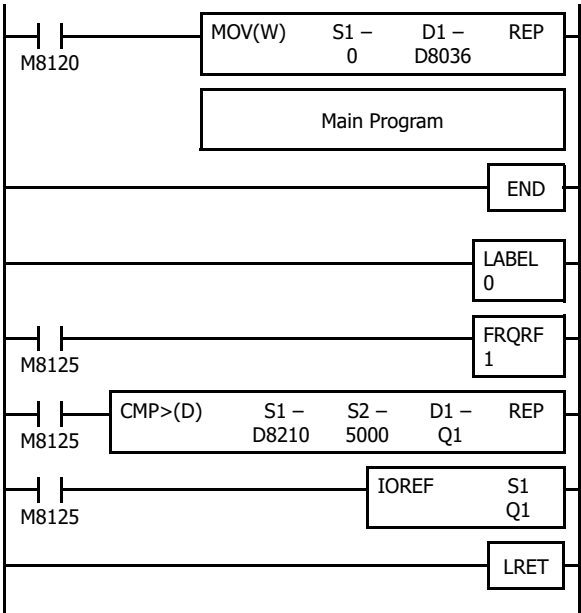 MOV(W) S1 – D1 – REP
0 D8036
M8120
Main Program
END
LABEL
0
FRQRF
1
M8125
CMP>(D) S1 – S2 – D1 – REP
D8210 5000 Q1
M8125
IOREF S1
Q1
M8125
LRET